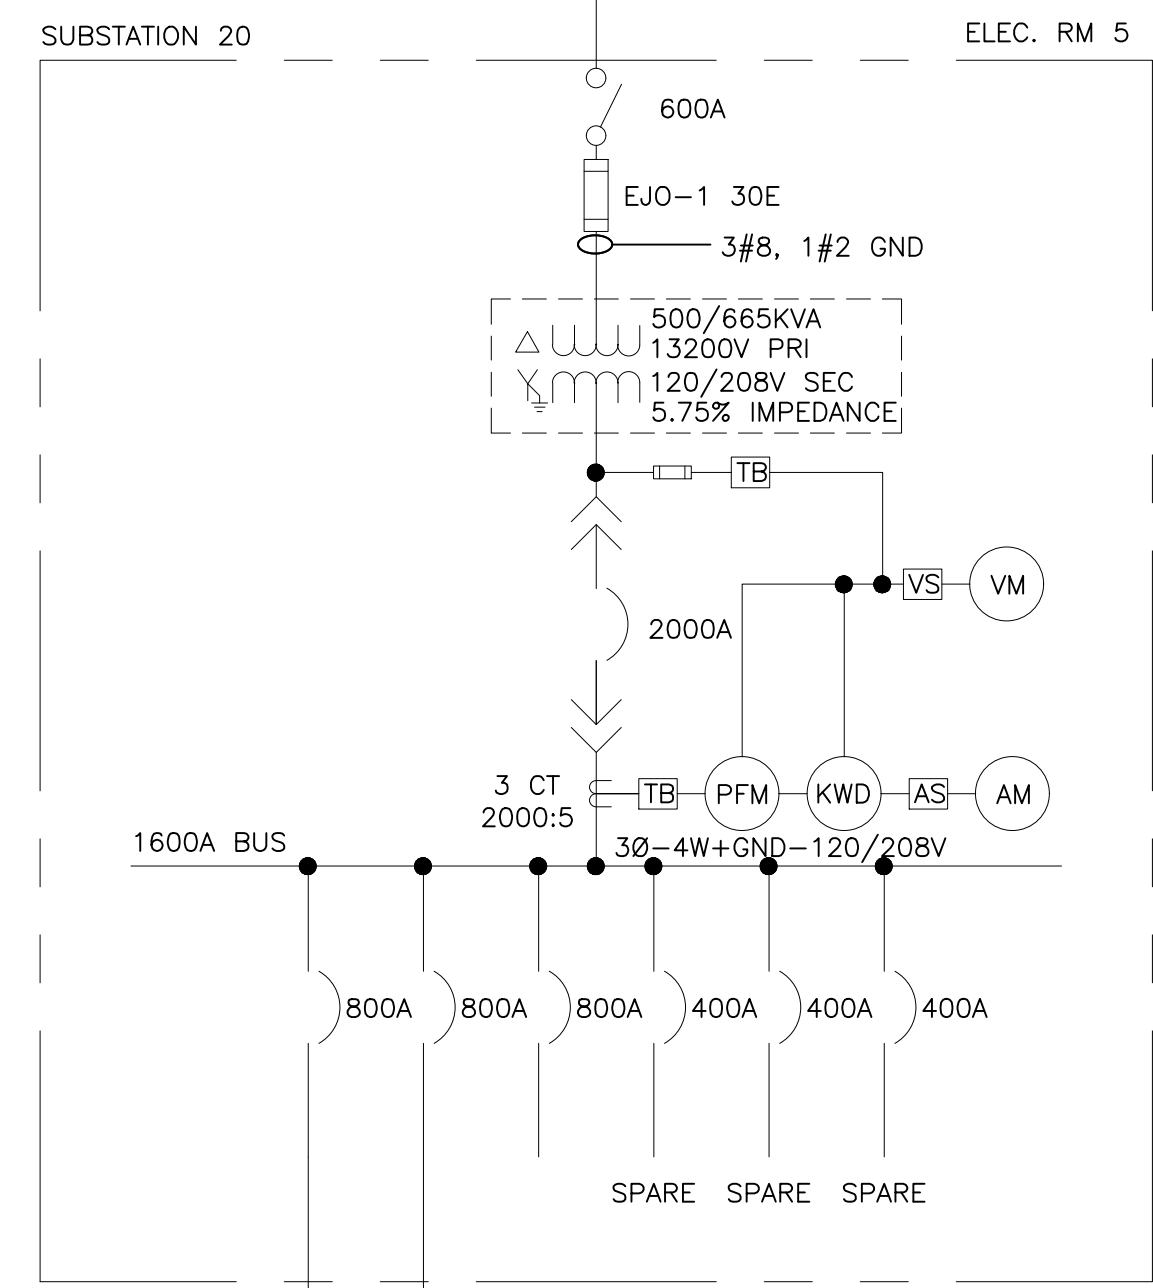 SUBSTATION 20
ELEC. RM 5
600A
EJO-1 30E
3#8, 1#2 GND
500/665KVA
13200V PRI
120/208V SEC
5.75% IMPEDANCE
TB
VS
VM
2000A
3 CT
2000:5
TB
PFM
KWD
AS
AM
1600A BUS
3Ø-4W+GND-120/208V
800A
800A
800A
400A
400A
400A
SPARE
SPARE
SPARE